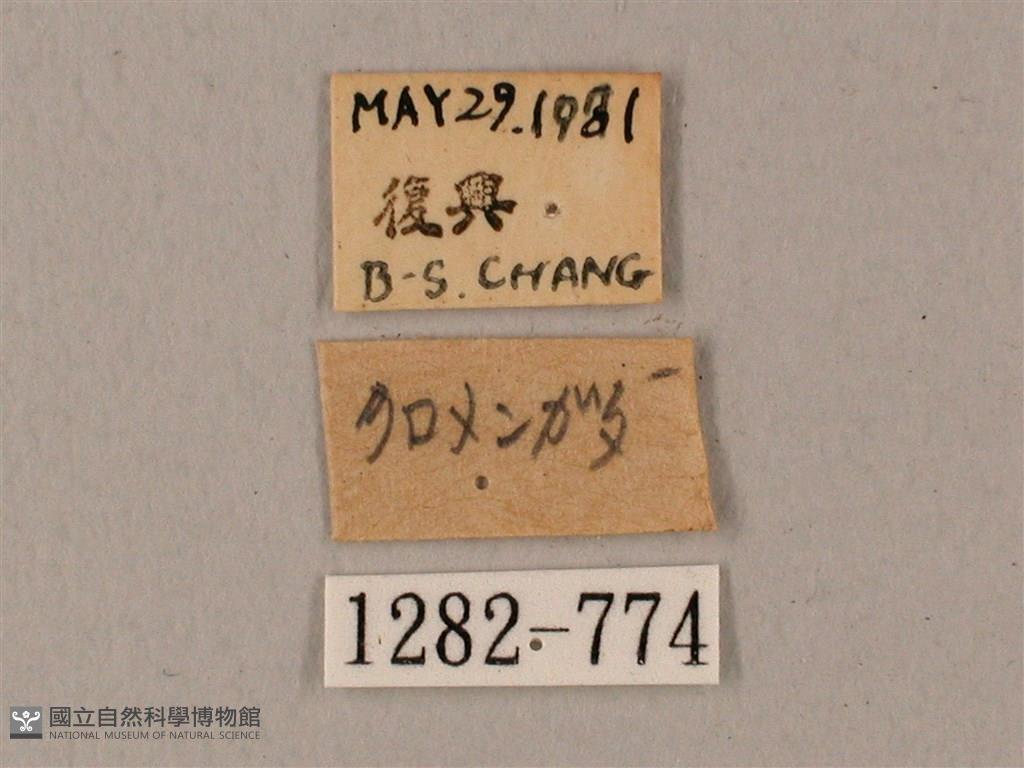 MAY 29.1981
復興
B-S. CHANG
クロメンガタ
1282-774
國立自然科學博物館
NATIONAL MUSEUM OF NATURAL SCIENCE